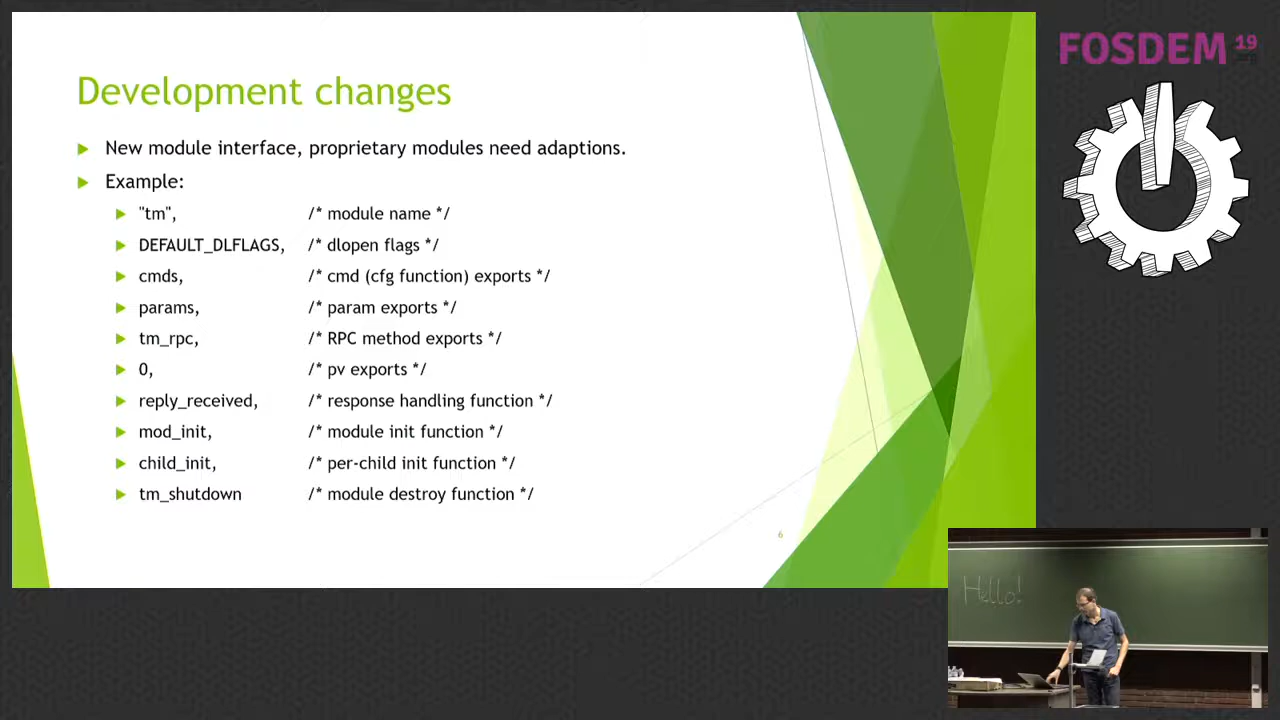 FOSDEM 19
Development changes
New module interface, proprietary modules need adaptions.
Example:
"tm", /* module name */
DEFAULT_DLFLAGS, /* dlopen flags */
cmds, /* cmd (cfg function) exports */
params, /* param exports */
tm_rpc, /* RPC method exports */
0, /* pv exports */
reply_received, /* response handling function */
mod_init, /* module init function */
child_init, /* per-child init function */
tm_shutdown /* module destroy function */
6
Hello!